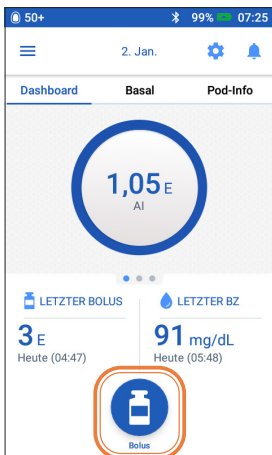 50+ 99% 07:25
2. Jan.
Dashboard Basal Pod-Info
1,05 E
AI
LETZTER BOLUS
3 E
Heute (04:47)
LETZTER BZ
91 mg/dL
Heute (05:48)
Bolus